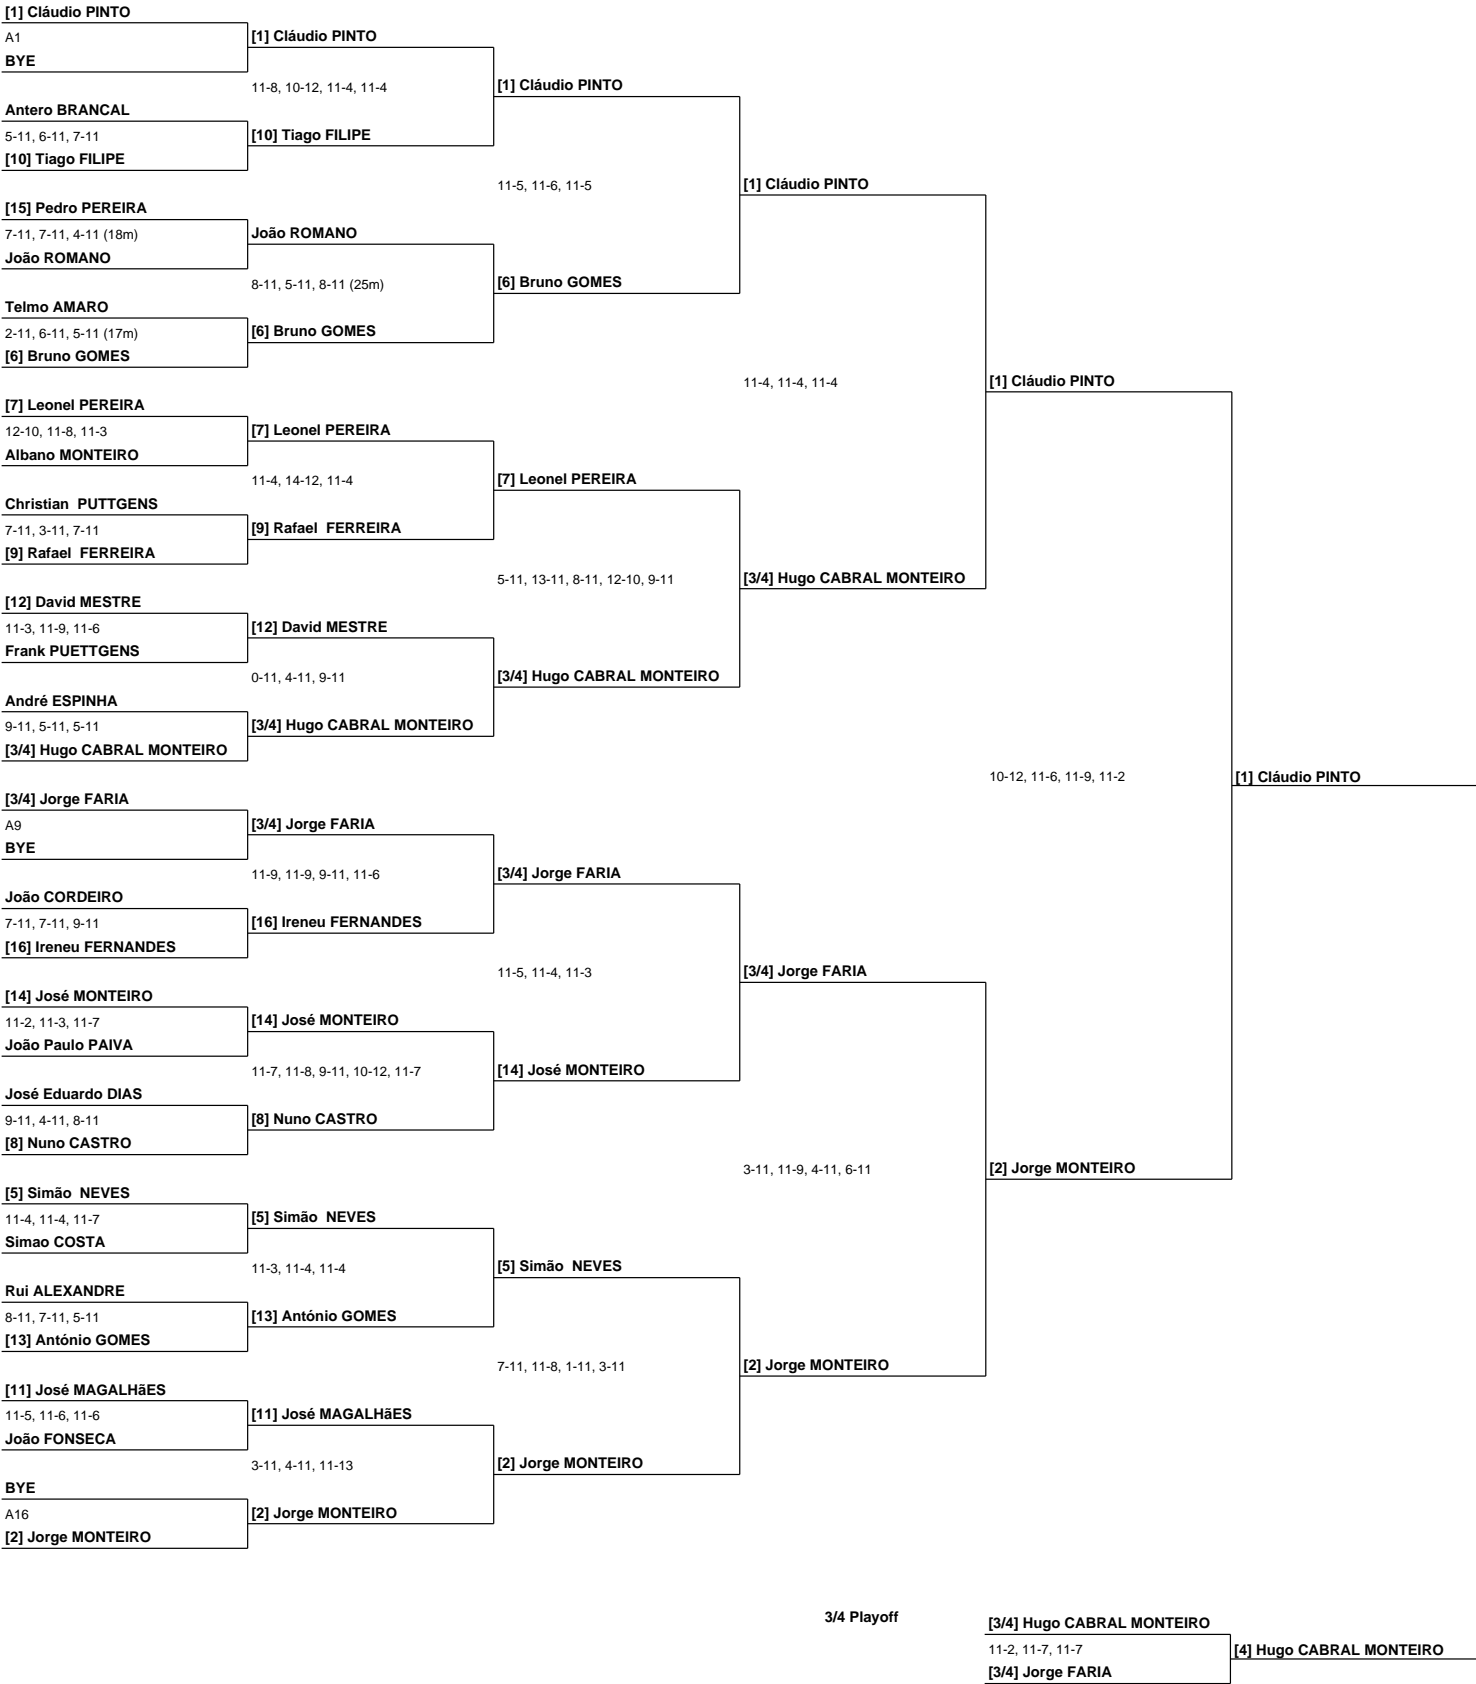 [1] Cláudio PINTO
A1
BYE
Antero BRANCAL
5-11, 6-11, 7-11
[10] Tiago FILIPE
[15] Pedro PEREIRA
7-11, 7-11, 4-11 (18m)
João ROMANO
Telmo AMARO
2-11, 6-11, 5-11 (17m)
[6] Bruno GOMES
[7] Leonel PEREIRA
12-10, 11-8, 11-3
Albano MONTEIRO
Christian  PUTTGENS
7-11, 3-11, 7-11
[9] Rafael  FERREIRA
[12] David MESTRE
11-3, 11-9, 11-6
Frank PUETTGENS
André ESPINHA
9-11, 5-11, 5-11
[3/4] Hugo CABRAL MONTEIRO
[3/4] Jorge FARIA
A9
BYE
João CORDEIRO
7-11, 7-11, 9-11
[16] Ireneu FERNANDES
[14] José MONTEIRO
11-2, 11-3, 11-7
João Paulo PAIVA
José Eduardo DIAS
9-11, 4-11, 8-11
[8] Nuno CASTRO
[5] Simão  NEVES
11-4, 11-4, 11-7
Simao COSTA
Rui ALEXANDRE
8-11, 7-11, 5-11
[13] António GOMES
[11] José MAGALHãES
11-5, 11-6, 11-6
João FONSECA
BYE
A16
[2] Jorge MONTEIRO
[1] Cláudio PINTO
11-8, 10-12, 11-4, 11-4
[10] Tiago FILIPE
João ROMANO
8-11, 5-11, 8-11 (25m)
[6] Bruno GOMES
[7] Leonel PEREIRA
11-4, 14-12, 11-4
[9] Rafael  FERREIRA
[12] David MESTRE
0-11, 4-11, 9-11
[3/4] Hugo CABRAL MONTEIRO
[3/4] Jorge FARIA
11-9, 11-9, 9-11, 11-6
[16] Ireneu FERNANDES
[14] José MONTEIRO
11-7, 11-8, 9-11, 10-12, 11-7
[8] Nuno CASTRO
[5] Simão  NEVES
11-3, 11-4, 11-4
[13] António GOMES
[11] José MAGALHãES
3-11, 4-11, 11-13
[2] Jorge MONTEIRO
[1] Cláudio PINTO
11-5, 11-6, 11-5
[6] Bruno GOMES
[7] Leonel PEREIRA
5-11, 13-11, 8-11, 12-10, 9-11
[3/4] Hugo CABRAL MONTEIRO
[3/4] Jorge FARIA
11-5, 11-4, 11-3
[14] José MONTEIRO
[5] Simão  NEVES
7-11, 11-8, 1-11, 3-11
[2] Jorge MONTEIRO
[1] Cláudio PINTO
11-4, 11-4, 11-4
[3/4] Hugo CABRAL MONTEIRO
[3/4] Jorge FARIA
3-11, 11-9, 4-11, 6-11
[2] Jorge MONTEIRO
[1] Cláudio PINTO
10-12, 11-6, 11-9, 11-2
[2] Jorge MONTEIRO
[1] Cláudio PINTO
3/4 Playoff
[3/4] Hugo CABRAL MONTEIRO
11-2, 11-7, 11-7
[3/4] Jorge FARIA
[4] Hugo CABRAL MONTEIRO